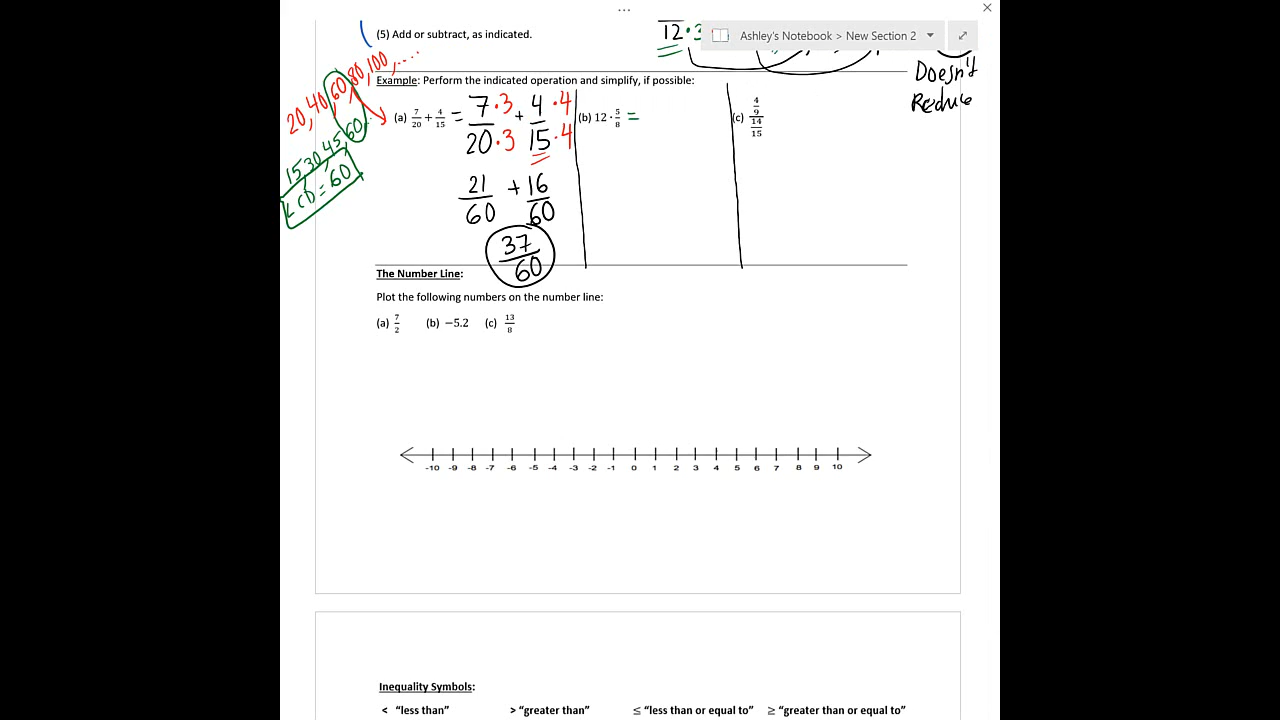 (5) Add or subtract, as indicated.
12 · 3
Ashley's Notebook > New Section 2
Doesn't
Reduce
20, 40, 60, 80, 100, ....
15, 30, 45, 60
LCD = 60
Example: Perform the indicated operation and simplify, if possible:
(a) 7/20 + 4/15 = 7·3/20·3 + 4·4/15·4
21/60 + 16/60
37/60
(b) 12 · 5/8 =
(c) 4/9 / 14/15
The Number Line:
Plot the following numbers on the number line:
(a) 7/2 (b) −5.2 (c) 13/8
-10 -9 -8 -7 -6 -5 -4 -3 -2 -1 0 1 2 3 4 5 6 7 8 9 10
Inequality Symbols:
< “less than” > “greater than” ≤ “less than or equal to” ≥ “greater than or equal to”